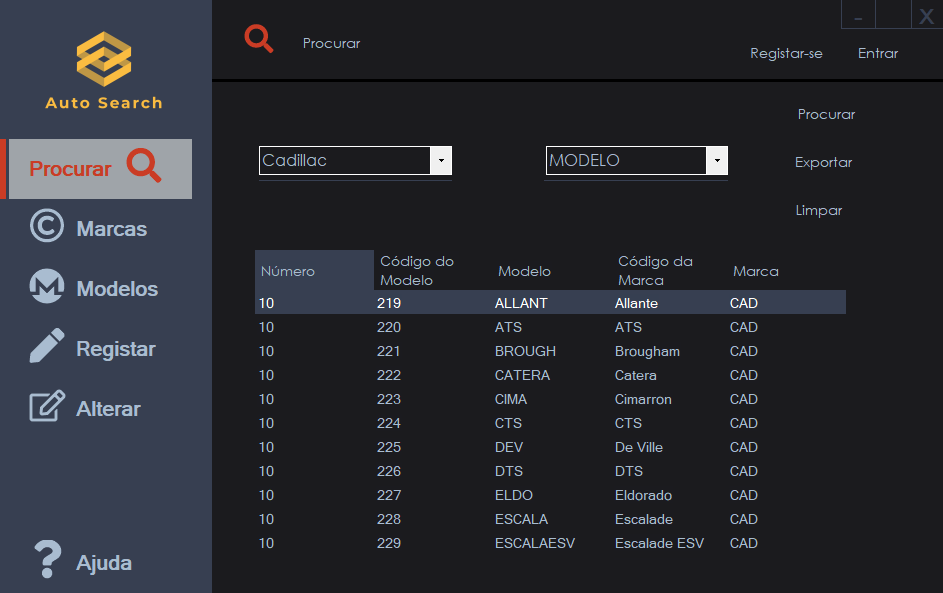 Auto Search
Procurar
Marcas
Modelos
Registar
Alterar
Ajuda
Procurar
- X
Registar-se Entrar
Procurar
Cadillac MODELO
Exportar
Limpar
Número Código do Modelo Modelo Código da Marca Marca
10 219 ALLANT Allante CAD
10 220 ATS ATS CAD
10 221 BROUGH Brougham CAD
10 222 CATERA Catera CAD
10 223 CIMA Cimarron CAD
10 224 CTS CTS CAD
10 225 DEV De Ville CAD
10 226 DTS DTS CAD
10 227 ELDO Eldorado CAD
10 228 ESCALA Escalade CAD
10 229 ESCALAESV Escalade ESV CAD